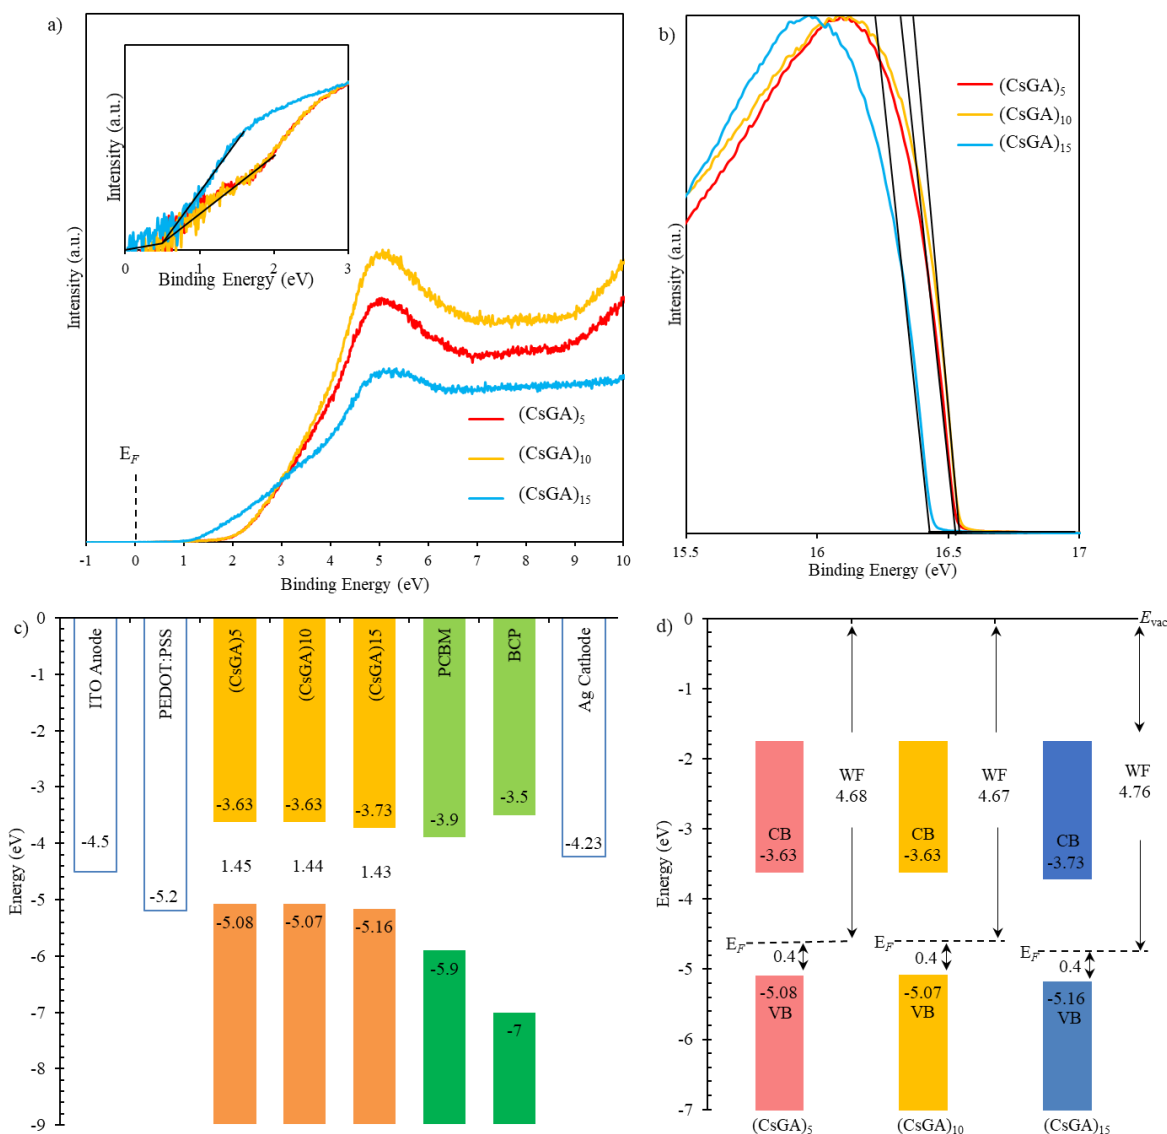 a)
Intensity (a.u.)
Intensity (a.u.)
0
1
2
3
Binding Energy (eV)
E_F
(CsGA)5
(CsGA)10
(CsGA)15
-1
0
1
2
3
4
5
6
7
8
9
10
Binding Energy (eV)
b)
Intensity (a.u.)
(CsGA)5
(CsGA)10
(CsGA)15
15.5
16
16.5
17
Binding Energy (eV)
c)
Energy (eV)
0
-1
-2
-3
-4
-5
-6
-7
-8
-9
ITO Anode
PEDOT:PSS
(CsGA)5
(CsGA)10
(CsGA)15
PCBM
BCP
Ag Cathode
-4.5
-5.2
-3.63
-3.63
-3.73
-3.9
-3.5
-4.23
1.45
1.44
1.43
-5.08
-5.07
-5.16
-5.9
-7
d)
Energy (eV)
0
-1
-2
-3
-4
-5
-6
-7
Evac
WF
4.68
WF
4.67
WF
4.76
CB
-3.63
CB
-3.63
CB
-3.73
E_F
0.4
E_F
0.4
E_F
0.4
-5.08
VB
-5.07
VB
-5.16
VB
(CsGA)5
(CsGA)10
(CsGA)15